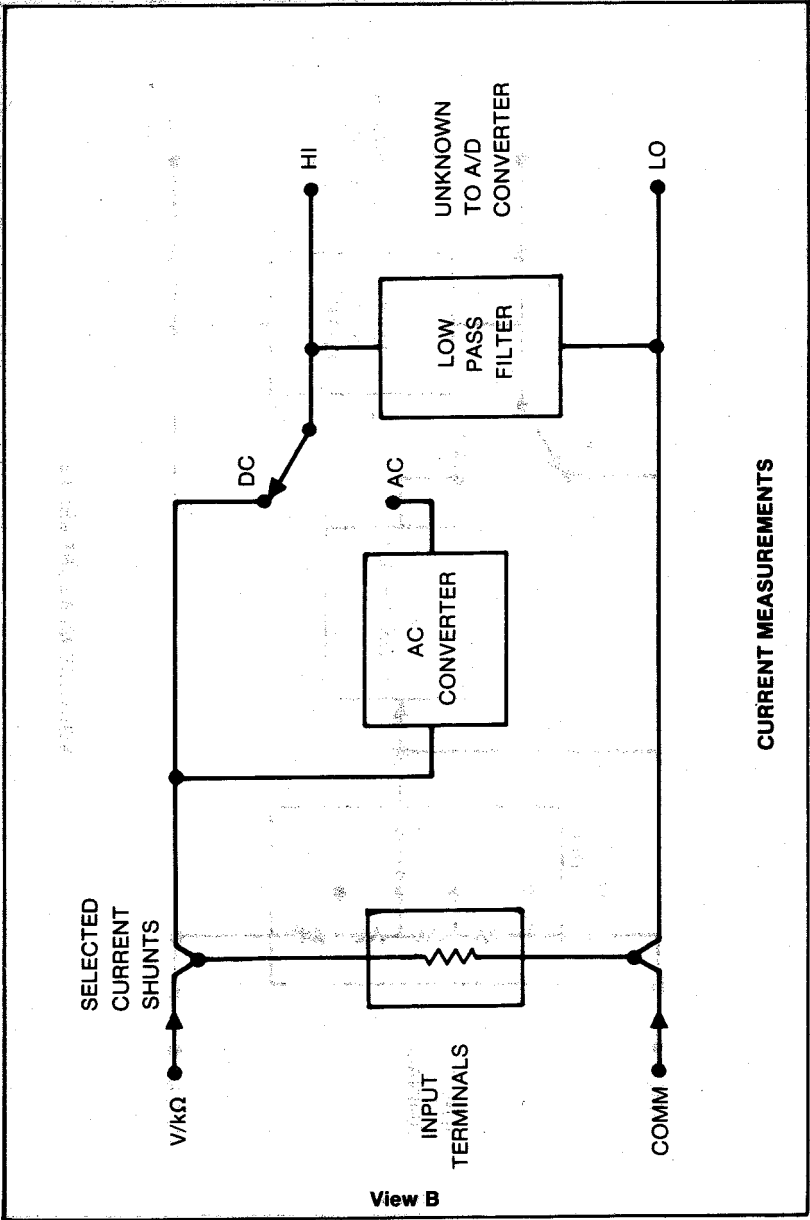 SELECTED
CURRENT
SHUNTS
V/kΩ
INPUT
TERMINALS
COMM
AC
CONVERTER
DC
AC
LOW
PASS
FILTER
HI
UNKNOWN
TO A/D
CONVERTER
LO
CURRENT MEASUREMENTS
View B